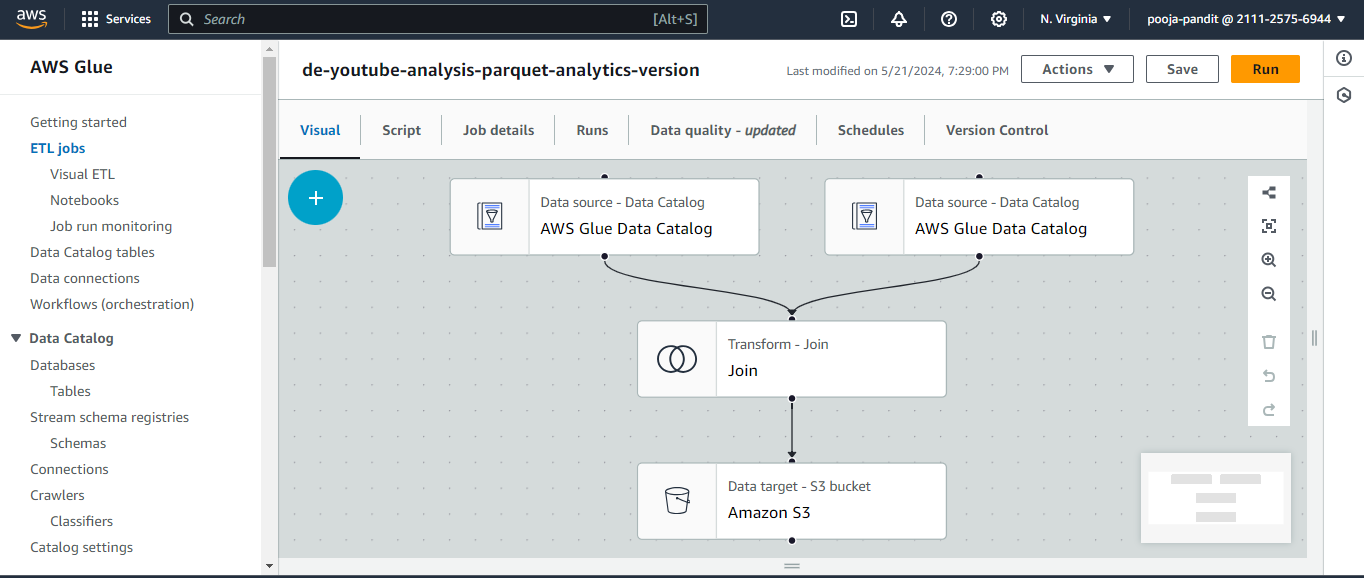 aws
Services
Search
[Alt+S]
N. Virginia ▼
pooja-pandit @ 2111-2575-6944 ▼
AWS Glue
Getting started
ETL jobs
Visual ETL
Notebooks
Job run monitoring
Data Catalog tables
Data connections
Workflows (orchestration)
Data Catalog
Databases
Tables
Stream schema registries
Schemas
Connections
Crawlers
Classifiers
Catalog settings
de-youtube-analysis-parquet-analytics-version
Last modified on 5/21/2024, 7:29:00 PM
Actions ▼
Save
Run
Visual
Script
Job details
Runs
Data quality - updated
Schedules
Version Control
Data source - Data Catalog
AWS Glue Data Catalog
Data source - Data Catalog
AWS Glue Data Catalog
Transform - Join
Join
Data target - S3 bucket
Amazon S3